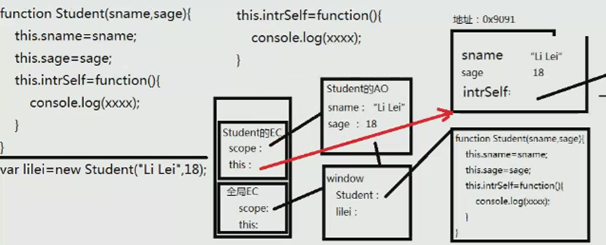 function Student(sname,sage){
this.sname=sname;
this.sage=sage;
this.intrSelf=function(){
console.log(xxxx);
}
}
var lilei=new Student("Li Lei",18);
this.intrSelf=function(){
console.log(xxxx);
}
Student的EC
scope :
this :
全局EC
scope:
this:
Student的AO
sname : "Li Lei"
sage : 18
window
Student :
lilei :
地址：0x9091
sname "Li Lei"
sage 18
intrSelf:
function Student(sname,sage){
this.sname=sname;
this.sage=sage;
this.intrSelf=function(){
console.log(xxxx);
}
}